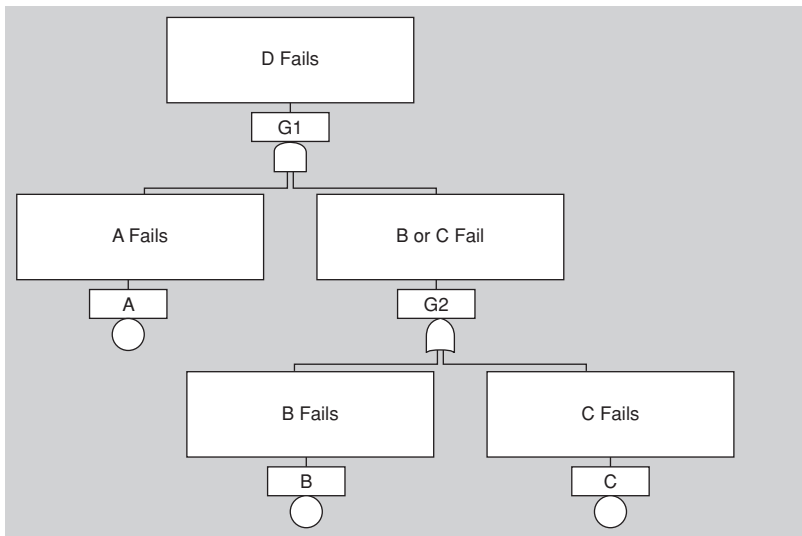 D Fails
G1
A Fails
B or C Fail
A
G2
B Fails
C Fails
B
C